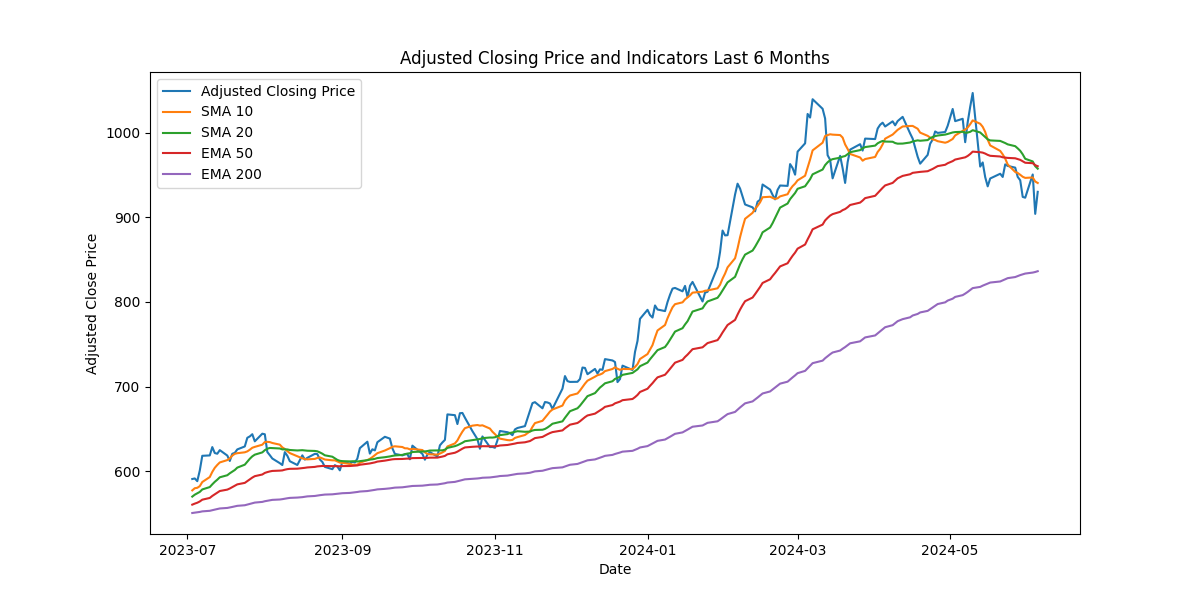 Adjusted Closing Price and Indicators Last 6 Months
Adjusted Closing Price
SMA 10
SMA 20
EMA 50
EMA 200
Adjusted Close Price
1000
900
800
700
600
2023-07
2023-09
2023-11
2024-01
2024-03
2024-05
Date